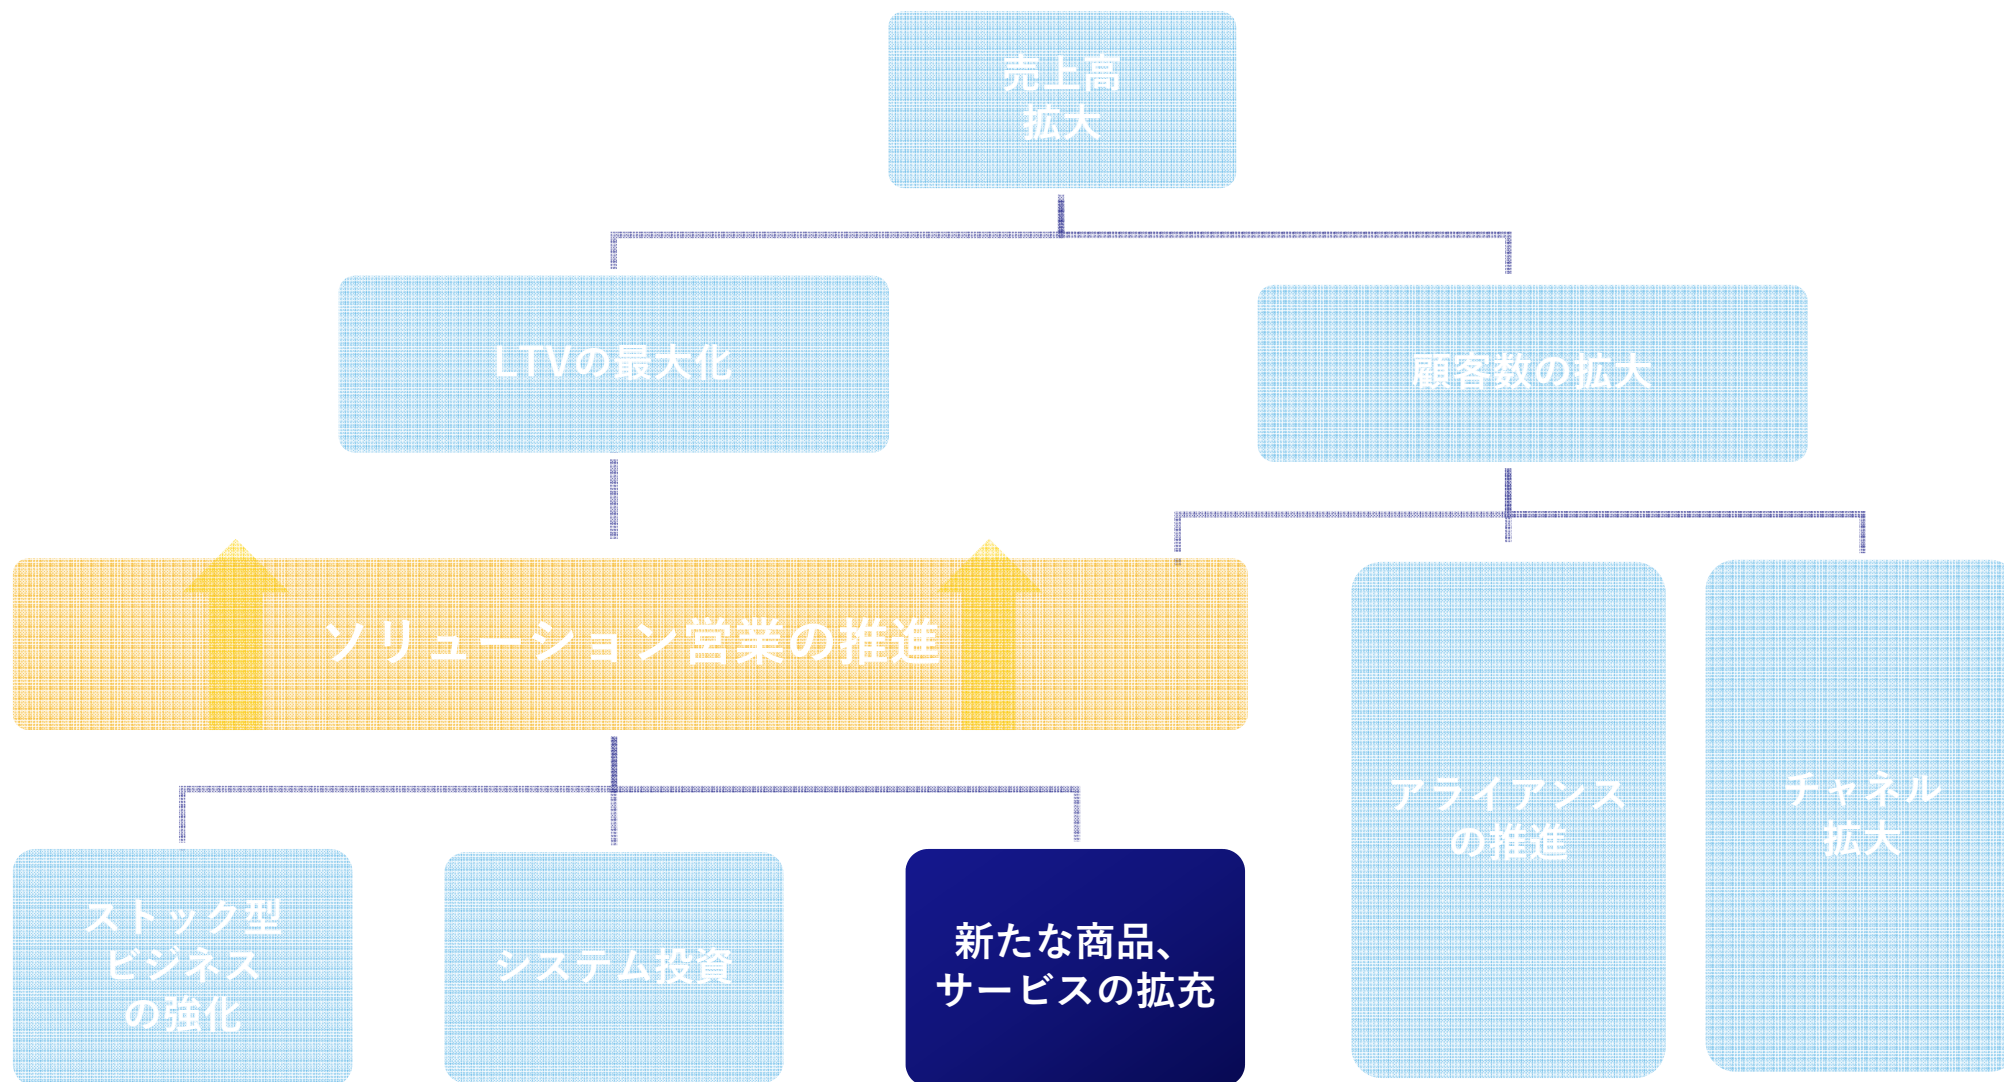 売上高
拡大
LTVの最大化
顧客数の拡大
ソリューション営業の推進
アライアンス
の推進
チャネル
拡大
ストック型
ビジネス
の強化
システム投資
新たな商品、
サービスの拡充